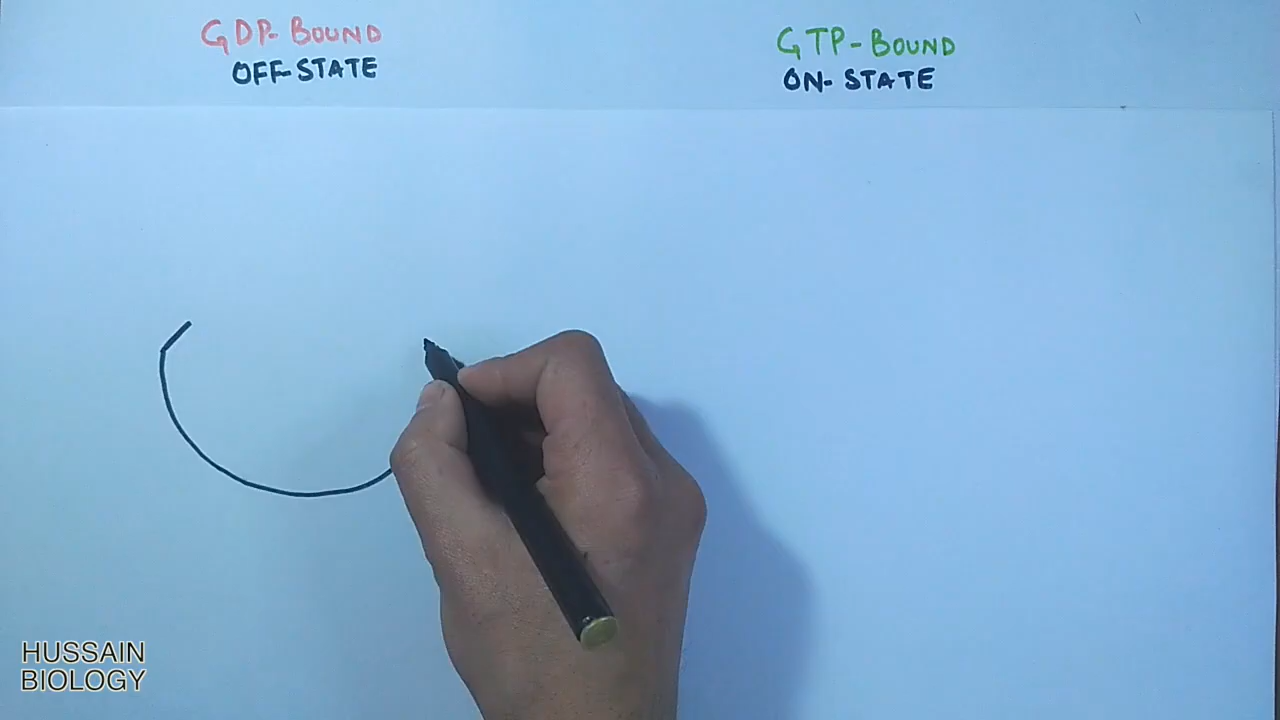 GDP-BOUND
OFF-STATE
GTP-BOUND
ON-STATE
HUSSAIN
BIOLOGY